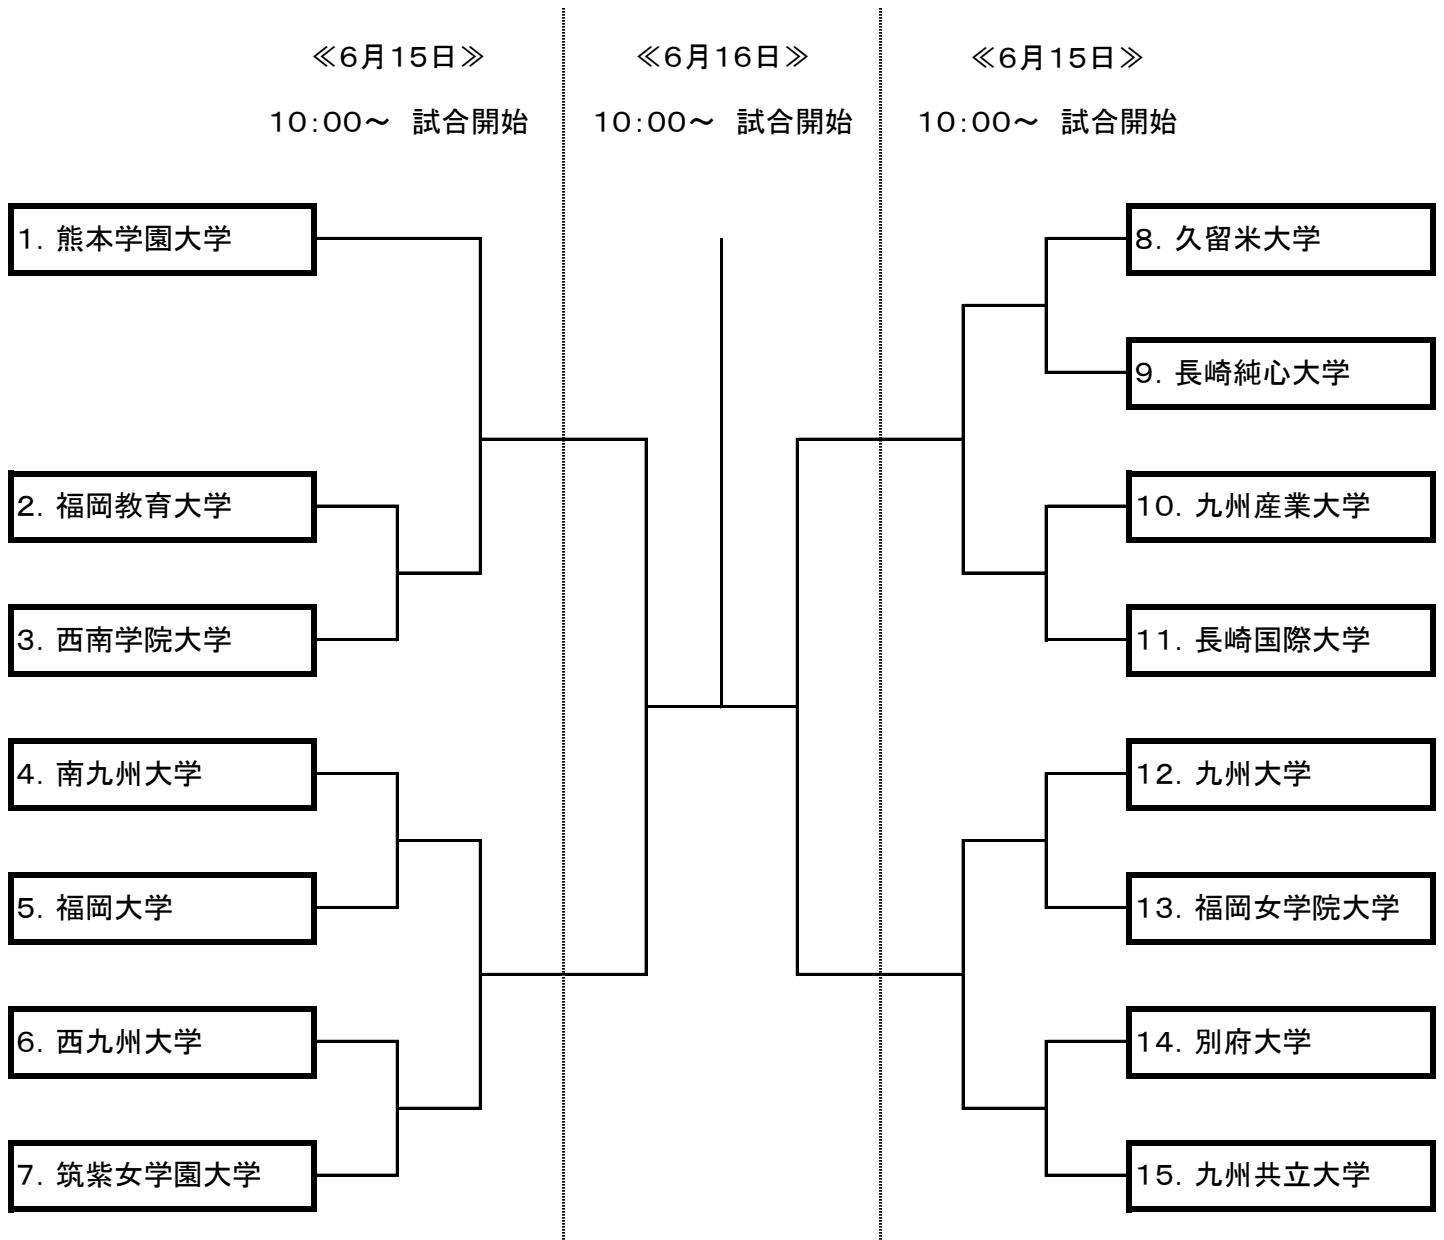 ≪６月１５日≫
１０：００～　試合開始
≪６月１６日≫
１０：００～　試合開始
≪６月１５日≫
１０：００～　試合開始
１．熊本学園大学
２．福岡教育大学
３．西南学院大学
４．南九州大学
５．福岡大学
６．西九州大学
７．筑紫女学園大学
８．久留米大学
９．長崎純心大学
１０．九州産業大学
１１．長崎国際大学
１２．九州大学
１３．福岡女学院大学
１４．別府大学
１５．九州共立大学